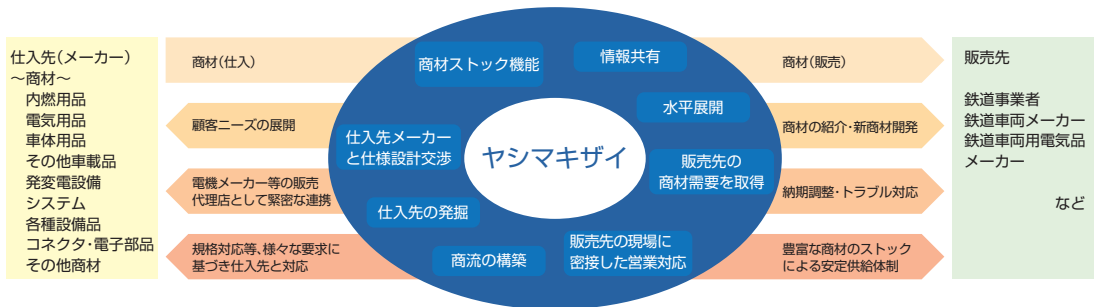 仕入先(メーカー)
～商材～
内燃用品
電気用品
車体用品
その他車載品
発変電設備
システム
各種設備品
コネクタ・電子部品
その他商材
商材(仕入)
顧客ニーズの展開
電機メーカー等の販売
代理店として緊密な連携
規格対応等、様々な要求に
基づき仕入先と対応
商材ストック機能
情報共有
水平展開
仕入先メーカー
と仕様設計交渉
ヤシマキザイ
販売先の
商材需要を取得
仕入先の発掘
商流の構築
販売先の現場に
密接した営業対応
商材(販売)
商材の紹介・新商材開発
納期調整・トラブル対応
豊富な商材のストック
による安定供給体制
販売先
鉄道事業者
鉄道車両メーカー
鉄道車両用電気品
メーカー
など